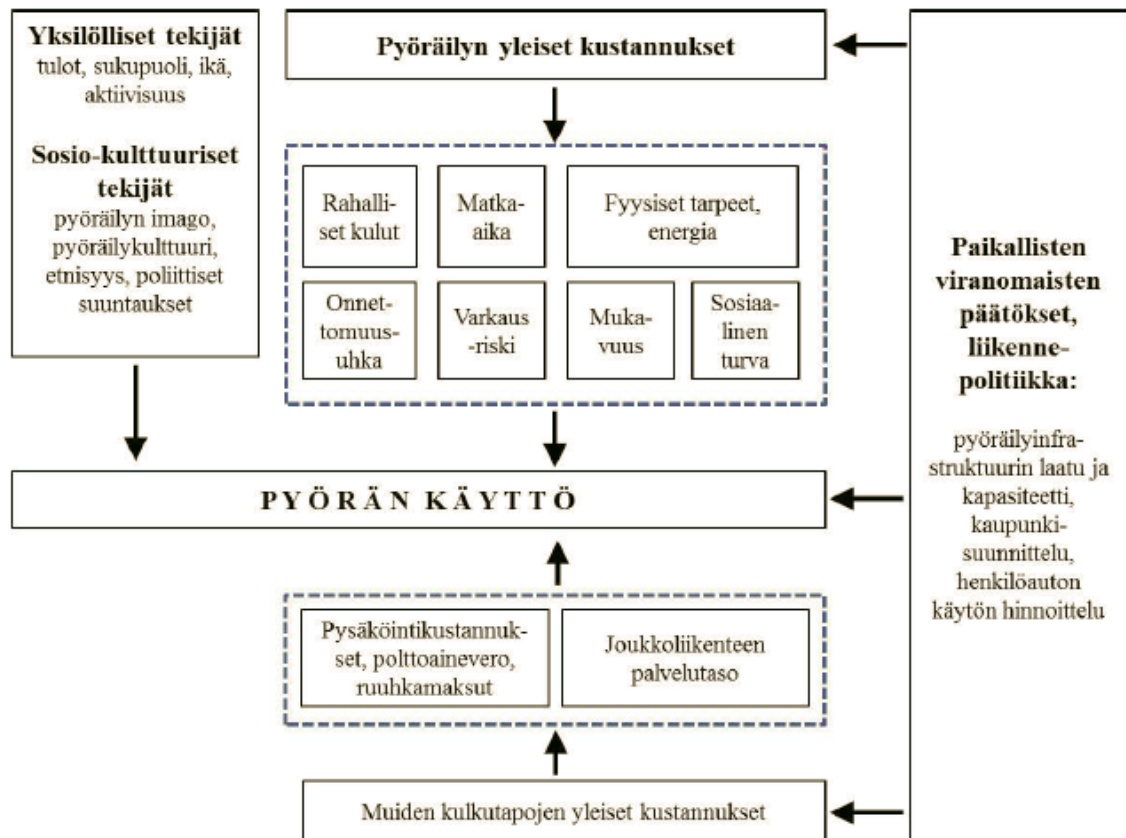 Yksilölliset tekijät
tulot, sukupuoli, ikä,
aktiivisuus
Sosio-kulttuuriset
tekijät
pyöräilyn imago,
pyöräilykulttuuri,
etnisyys, poliittiset
suuntaukset
Pyöräilyn yleiset kustannukset
Rahalli-
set kulut
Matka-
aika
Fyysiset tarpeet,
energia
Onnet-
tomuus-
uhka
Varkaus
-riski
Muka-
vuus
Sosiaa-
linen
turva
PYÖRÄN KÄYTTÖ
Pysäköintikustannuk-
set, polttoainevero,
ruuhkamaksut
Joukkoliikenteen
palvelutaso
Muiden kulkutapojen yleiset kustannukset
Paikallisten
viranomaisten
päätökset,
liikenne-
politiikka:
pyöräilyinfra-
struktuurin laatu ja
kapasiteetti,
kaupunki-
suunnittelu,
henkilöauton
käytön hinnoittelu